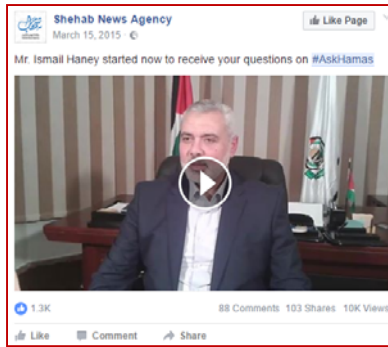 Shehab News Agency
Like Page
March 15, 2015
Mr. Ismail Haney started now to receive your questions on #AskHamas
1.3K
88 Comments 103 Shares 10K Views
Like Comment Share